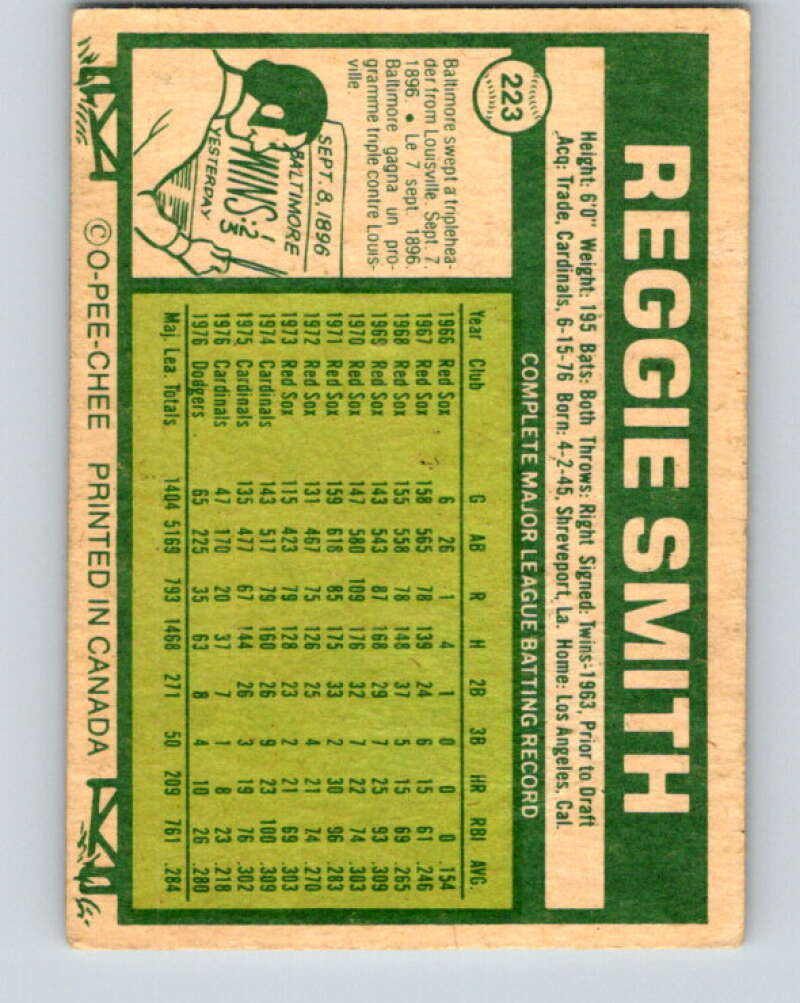 REGGIE SMITH
223
Height: 6'0" Weight: 195 Bats: Both Throws: Right Signed: Twins-1963, Prior to Draft
Acq: Trade, Cardinals, 6-15-76 Born: 4-2-45, Shreveport, La. Home: Los Angeles, Cal.
COMPLETE MAJOR LEAGUE BATTING RECORD
Baltimore swept a triplehea-
der from Louisville, Sept. 7,
1896. • Le 7 sept. 1896,
Baltimore gagna un pro-
gramme triple contre Louis-
ville.
SEPT. 8, 1896
BALTIMORE
WINS: 1 2 3
YESTERDAY
Year Club G AB R H 2B 3B HR RBI AVG.
1966 Red Sox 6 26 1 4 1 0 0 0 .154
1967 Red Sox 158 565 78 139 24 6 15 61 .246
1968 Red Sox 155 558 78 148 37 5 15 69 .265
1969 Red Sox 143 543 87 168 29 7 25 93 .309
1970 Red Sox 147 580 109 176 32 7 22 74 .303
1971 Red Sox 159 618 85 175 33 2 30 96 .283
1972 Red Sox 131 467 75 126 25 4 21 74 .270
1973 Red Sox 115 423 79 128 23 2 21 69 .303
1974 Cardinals 143 517 79 160 26 9 23 100 .309
1975 Cardinals 135 477 67 144 26 3 19 76 .302
1976 Cardinals 47 170 20 37 7 1 8 23 .218
1976 Dodgers 65 225 35 63 8 4 10 26 .280
Maj. Lea. Totals 1404 5169 793 1468 271 50 209 761 .284
©O-PEE-CHEE PRINTED IN CANADA